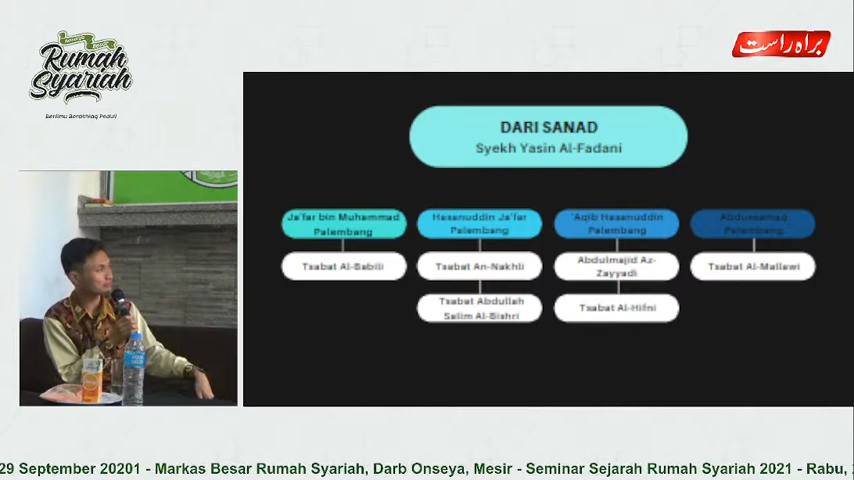 Rumah
Syariah
Berilmu Berakhlaq Peduli
براه راست
DARI SANAD
Syekh Yasin Al-Fadani
Ja'far bin Muhammad
Palembang
Tsabat Al-Babili
Hasanuddin Ja'far
Palembang
Tsabat An-Nakhli
Tsabat Abdullah
Salim Al-Bishri
'Aqib Hasanuddin
Palembang
Abdulmajid Az-
Zayyadi
Tsabat Al-Hifni
Abdussamad
Palembang
Tsabat Al-Mallawi
29 September 20201 - Markas Besar Rumah Syariah, Darb Onseya, Mesir - Seminar Sejarah Rumah Syariah 2021 - Rabu,